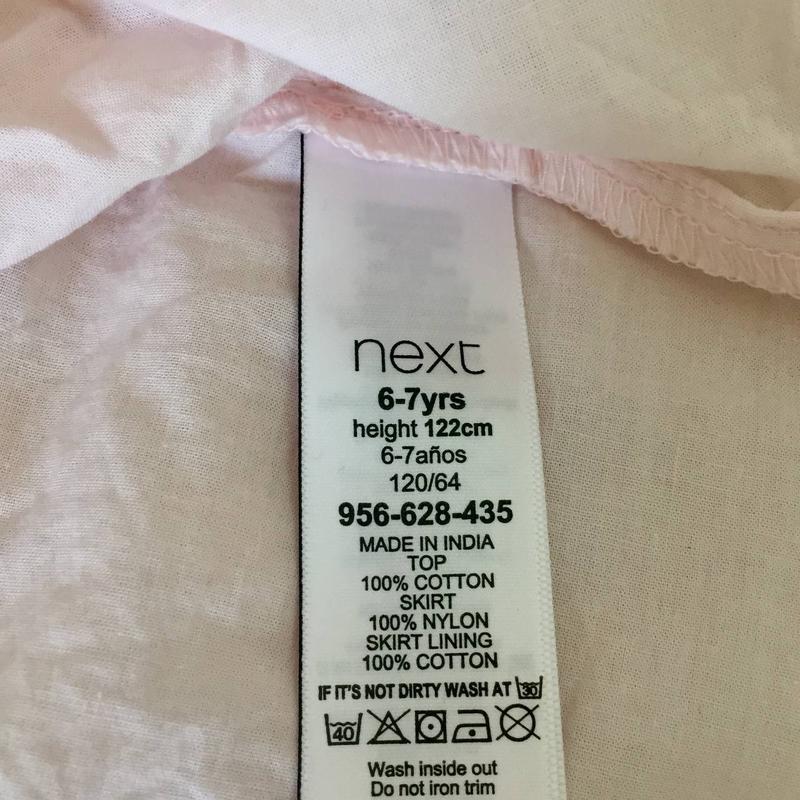 next
6-7yrs
height 122cm
6-7años
120/64
956-628-435
MADE IN INDIA
TOP
100% COTTON
SKIRT
100% NYLON
SKIRT LINING
100% COTTON
IF IT'S NOT DIRTY WASH AT 30
40
Wash inside out
Do not iron trim